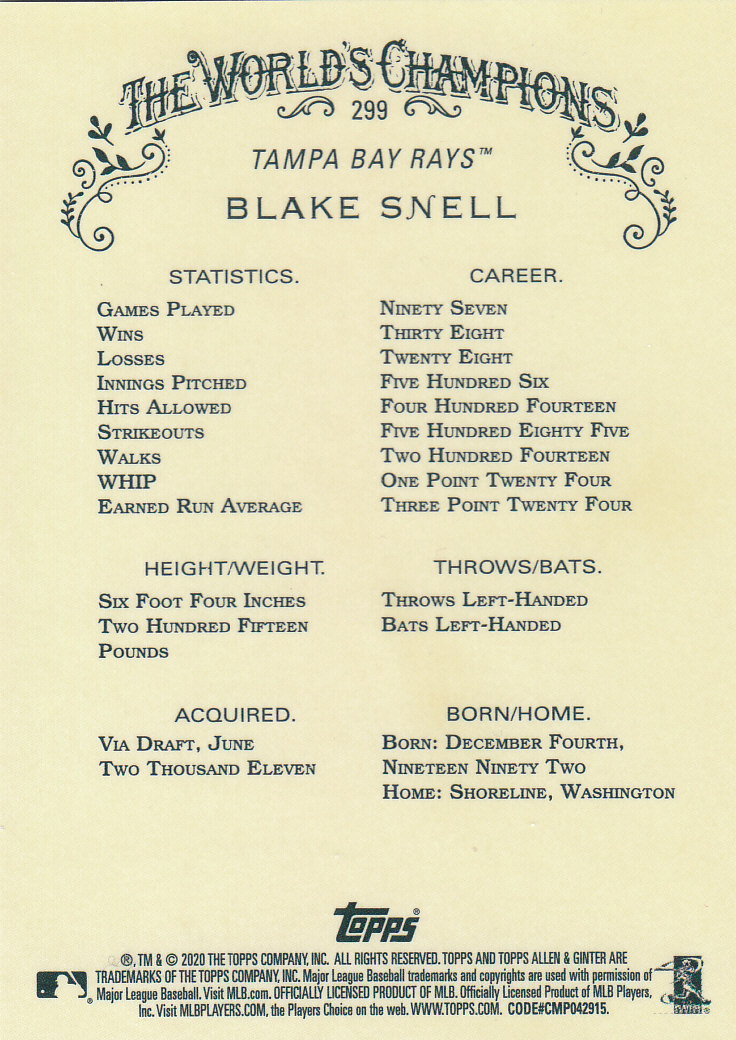 THE WORLD'S CHAMPIONS
299
TAMPA BAY RAYS™
BLAKE SNELL
STATISTICS.
GAMES PLAYED
WINS
LOSSES
INNINGS PITCHED
HITS ALLOWED
STRIKEOUTS
WALKS
WHIP
EARNED RUN AVERAGE
CAREER.
NINETY SEVEN
THIRTY EIGHT
TWENTY EIGHT
FIVE HUNDRED SIX
FOUR HUNDRED FOURTEEN
FIVE HUNDRED EIGHTY FIVE
TWO HUNDRED FOURTEEN
ONE POINT TWENTY FOUR
THREE POINT TWENTY FOUR
HEIGHT/WEIGHT.
SIX FOOT FOUR INCHES
TWO HUNDRED FIFTEEN
POUNDS
THROWS/BATS.
THROWS LEFT-HANDED
BATS LEFT-HANDED
ACQUIRED.
VIA DRAFT, JUNE
TWO THOUSAND ELEVEN
BORN/HOME.
BORN: DECEMBER FOURTH,
NINETEEN NINETY TWO
HOME: SHORELINE, WASHINGTON
Topps®
®, TM & © 2020 THE TOPPS COMPANY, INC. ALL RIGHTS RESERVED. TOPPS AND TOPPS ALLEN & GINTER ARE
TRADEMARKS OF THE TOPPS COMPANY, INC. Major League Baseball trademarks and copyrights are used with permission of
Major League Baseball. Visit MLB.com. OFFICIALLY LICENSED PRODUCT OF MLB. Officially Licensed Product of MLB Players,
Inc. Visit MLBPLAYERS.COM, the Players Choice on the web. WWW.TOPPS.COM. CODE#CMP042915.